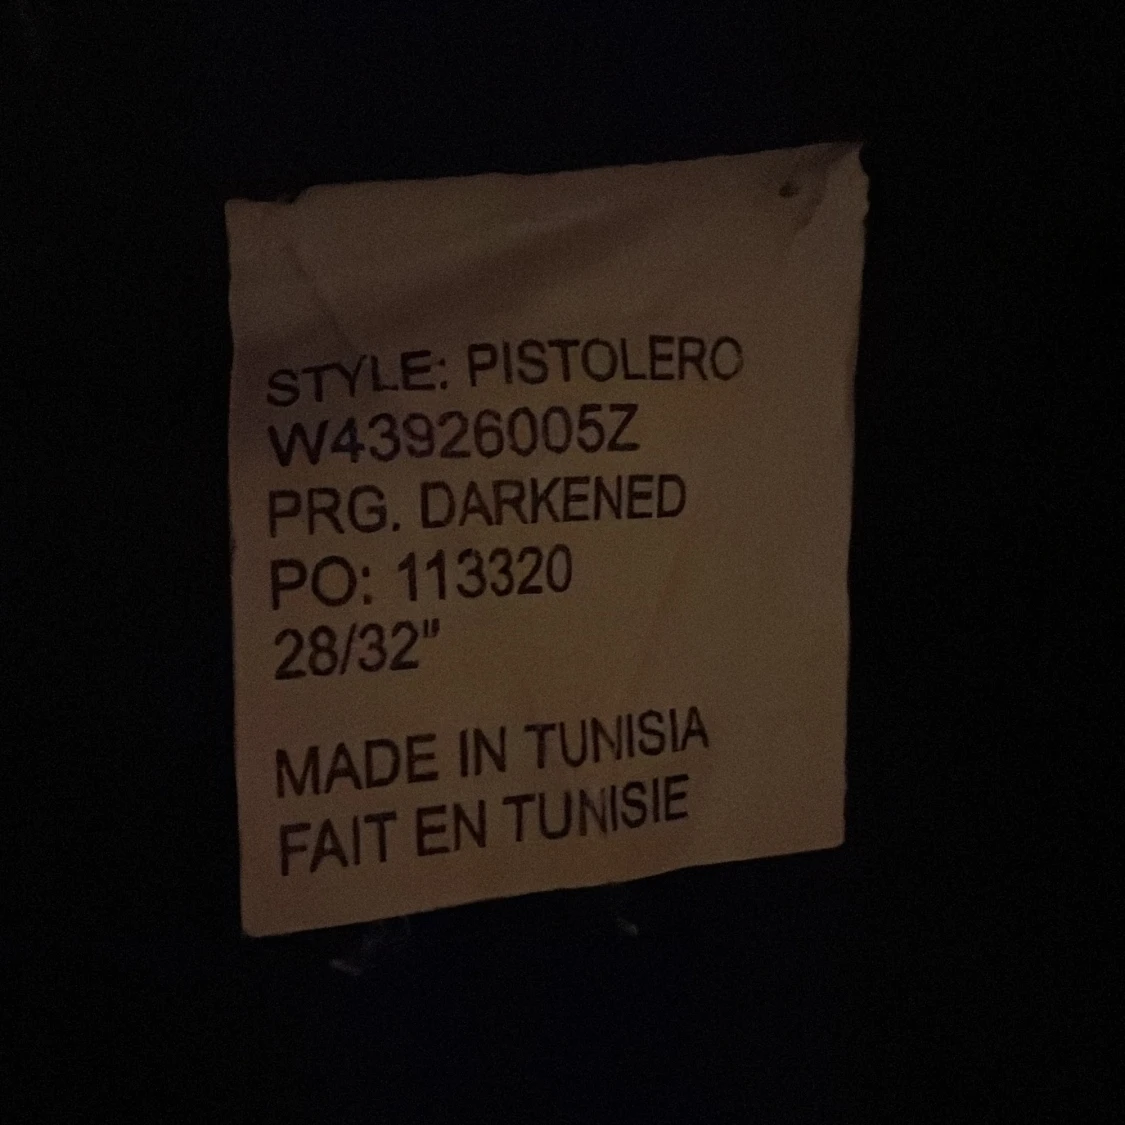 STYLE: PISTOLERO
W43926005Z
PRG. DARKENED
PO: 113320
28/32"
MADE IN TUNISIA
FAIT EN TUNISIE